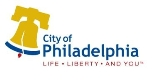 City of
Philadelphia
LIFE • LIBERTY • AND YOU™